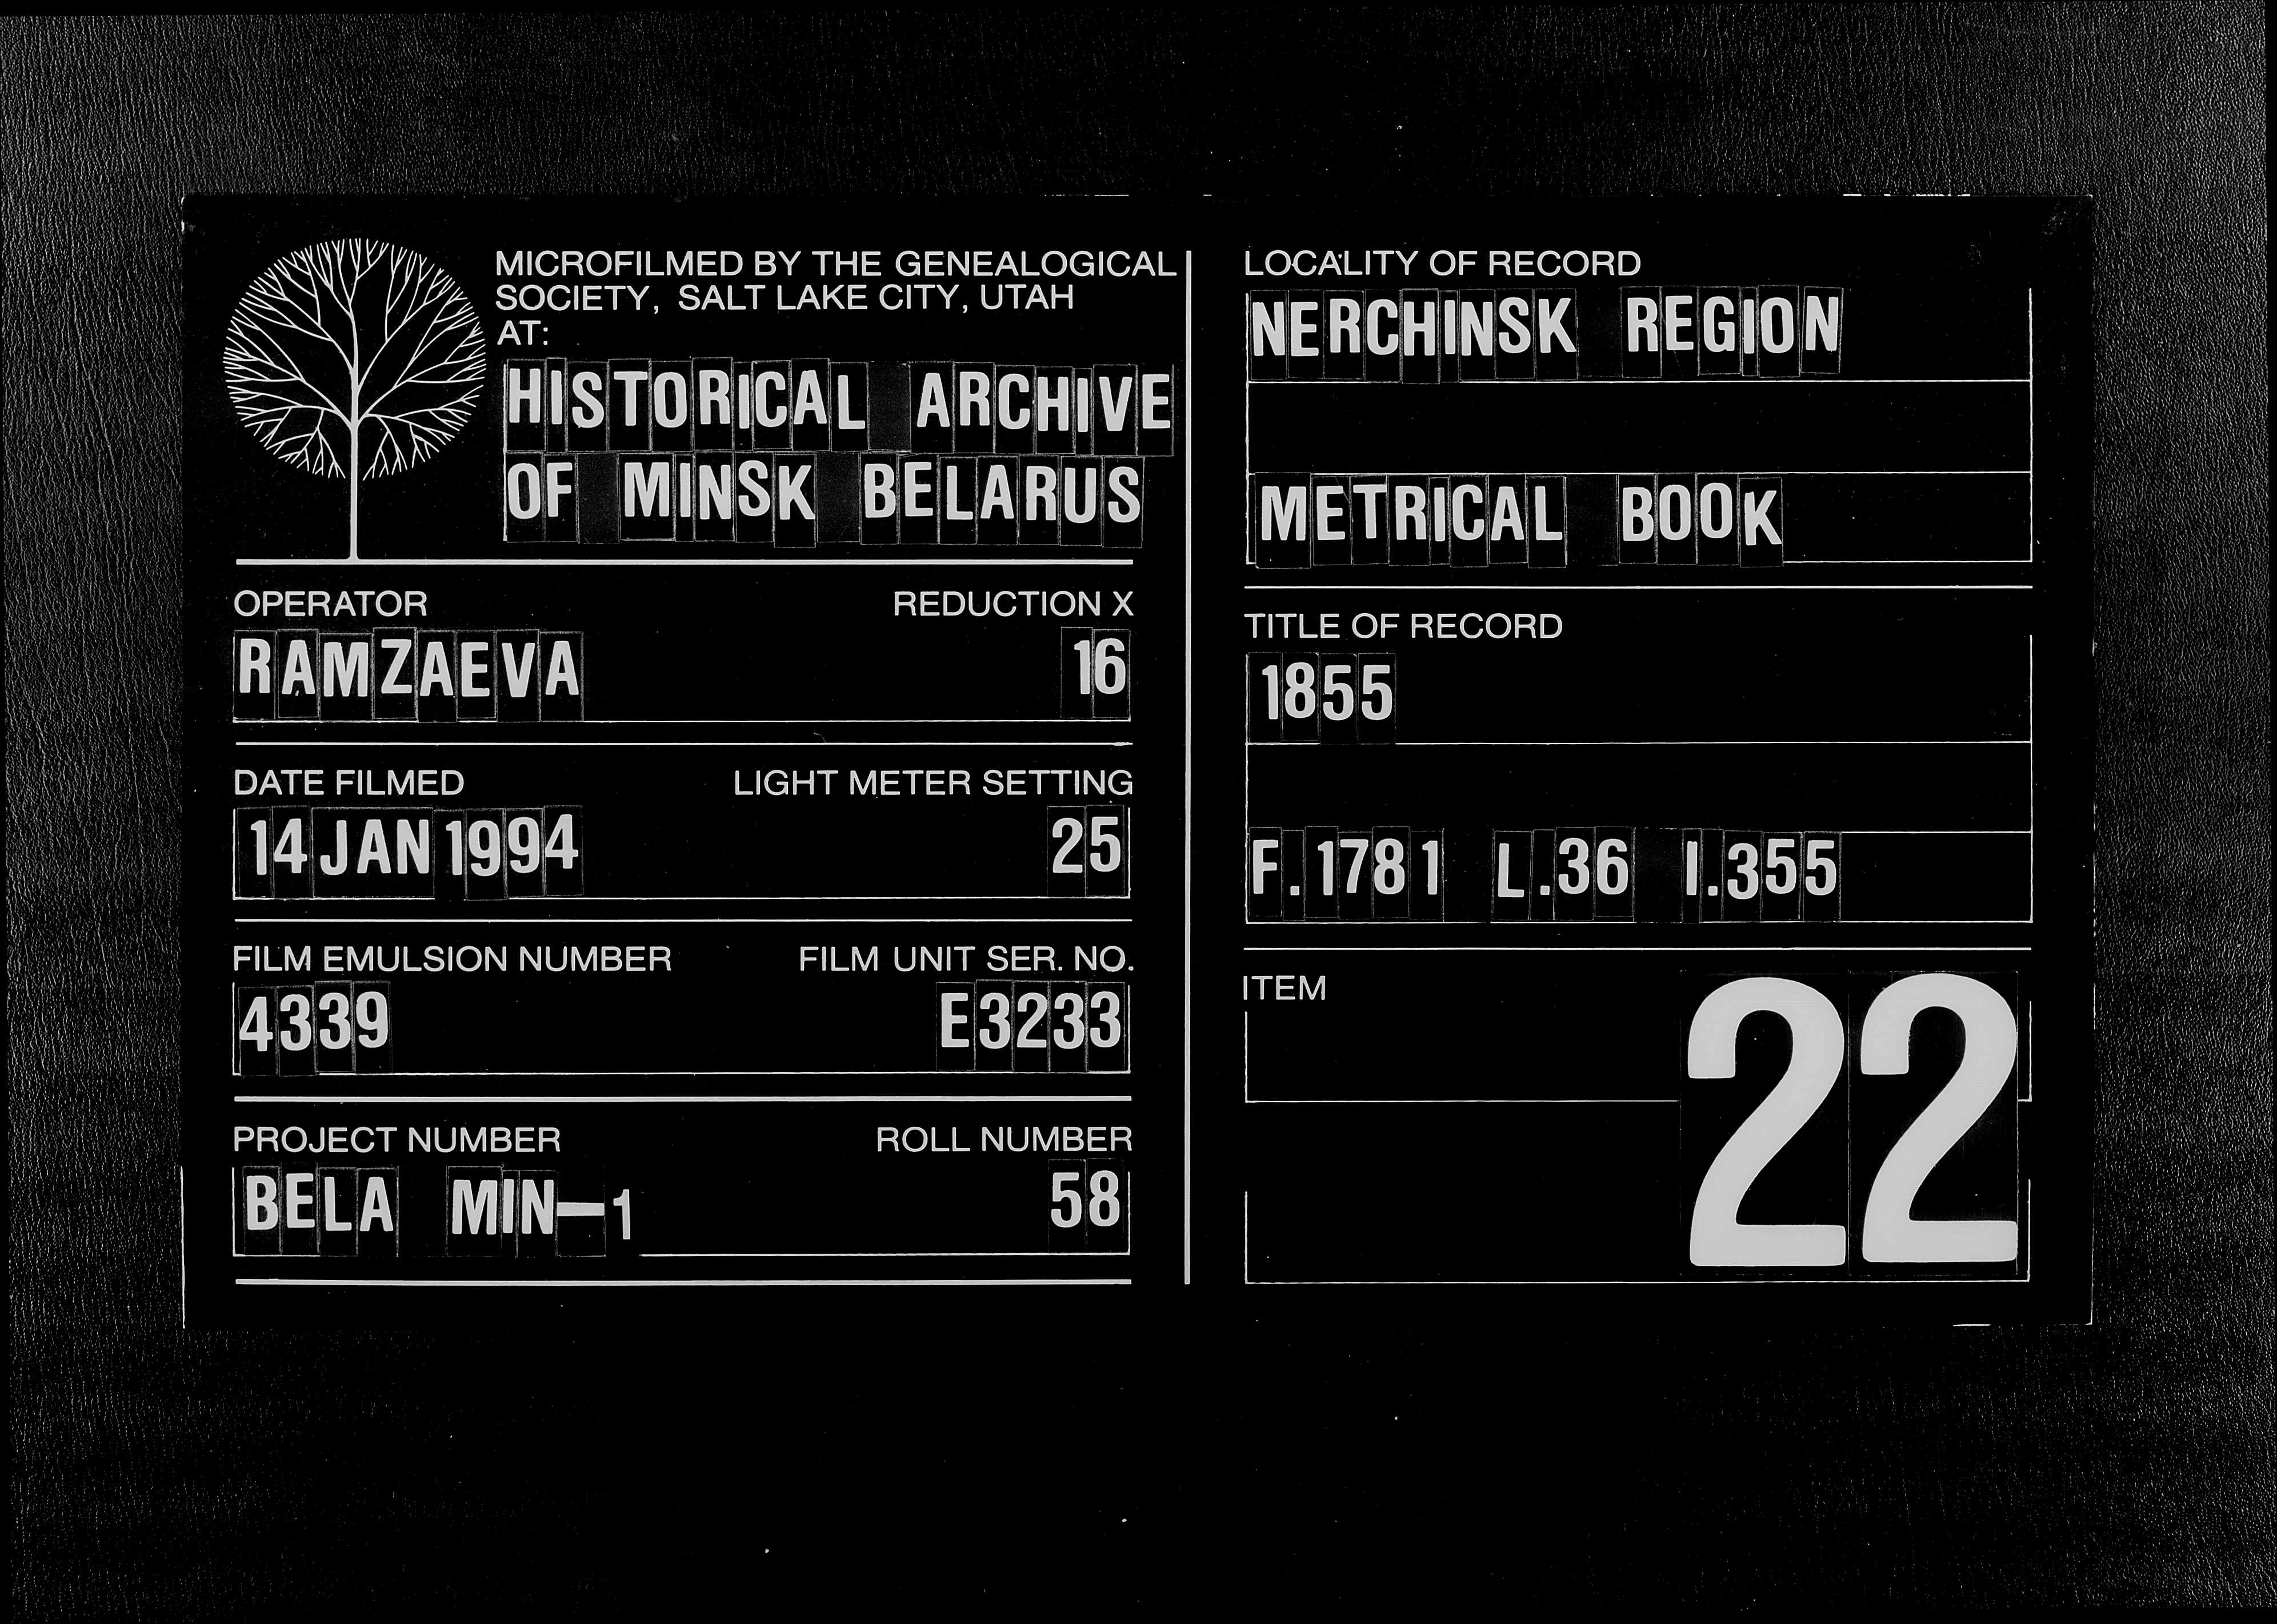 MICROFILMED BY THE GENEALOGICAL
SOCIETY, SALT LAKE CITY, UTAH
AT:
HISTORICAL ARCHIVE
OF MINSK BELARUS
OPERATOR REDUCTION X
RAMZAEVA 16
DATE FILMED LIGHT METER SETTING
14 JAN 1994 25
FILM EMULSION NUMBER FILM UNIT SER. NO.
4339 E3233
PROJECT NUMBER ROLL NUMBER
BELA MIN-1 58
LOCALITY OF RECORD
NERCHINSK REGION
METRICAL BOOK
TITLE OF RECORD
1855
F.1781 L.36 I.355
ITEM
22